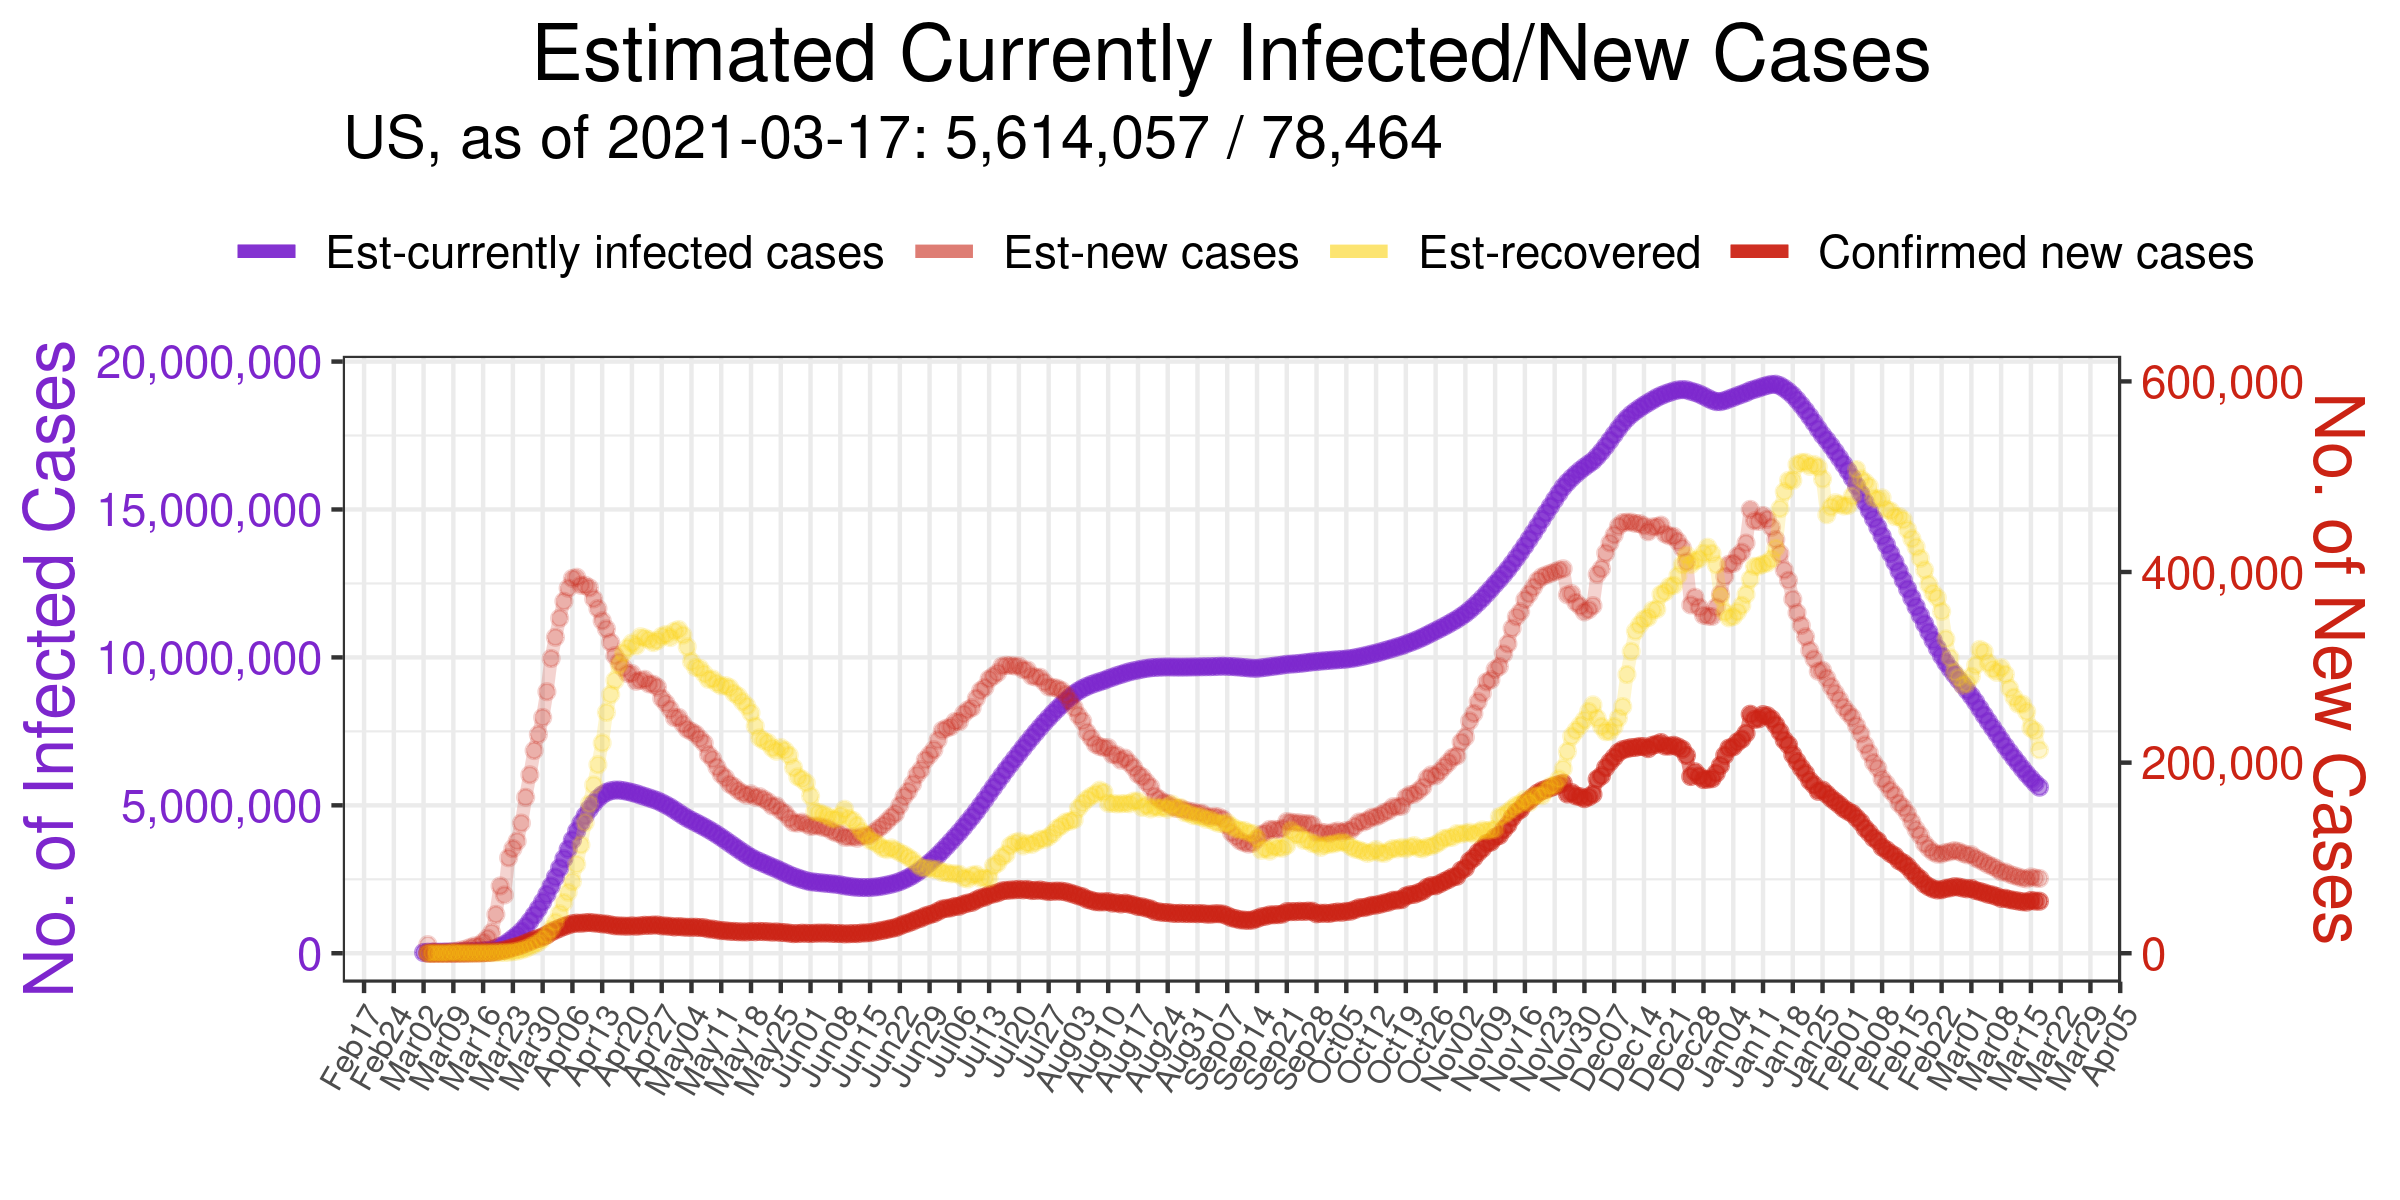 Estimated Currently Infected/New Cases
US, as of 2021-03-17: 5,614,057 / 78,464
Est-currently infected cases
Est-new cases
Est-recovered
Confirmed new cases
No. of Infected Cases
20,000,000
15,000,000
10,000,000
5,000,000
0
600,000
400,000
200,000
0
No. of New Cases
Feb17
Feb24
Mar02
Mar09
Mar16
Mar23
Mar30
Apr06
Apr13
Apr20
Apr27
May04
May11
May18
May25
Jun01
Jun08
Jun15
Jun22
Jun29
Jul06
Jul13
Jul20
Jul27
Aug03
Aug10
Aug17
Aug24
Aug31
Sep07
Sep14
Sep21
Sep28
Oct05
Oct12
Oct19
Oct26
Nov02
Nov09
Nov16
Nov23
Nov30
Dec07
Dec14
Dec21
Dec28
Jan04
Jan11
Jan18
Jan25
Feb01
Feb08
Feb15
Feb22
Mar01
Mar08
Mar15
Mar22
Mar29
Apr05